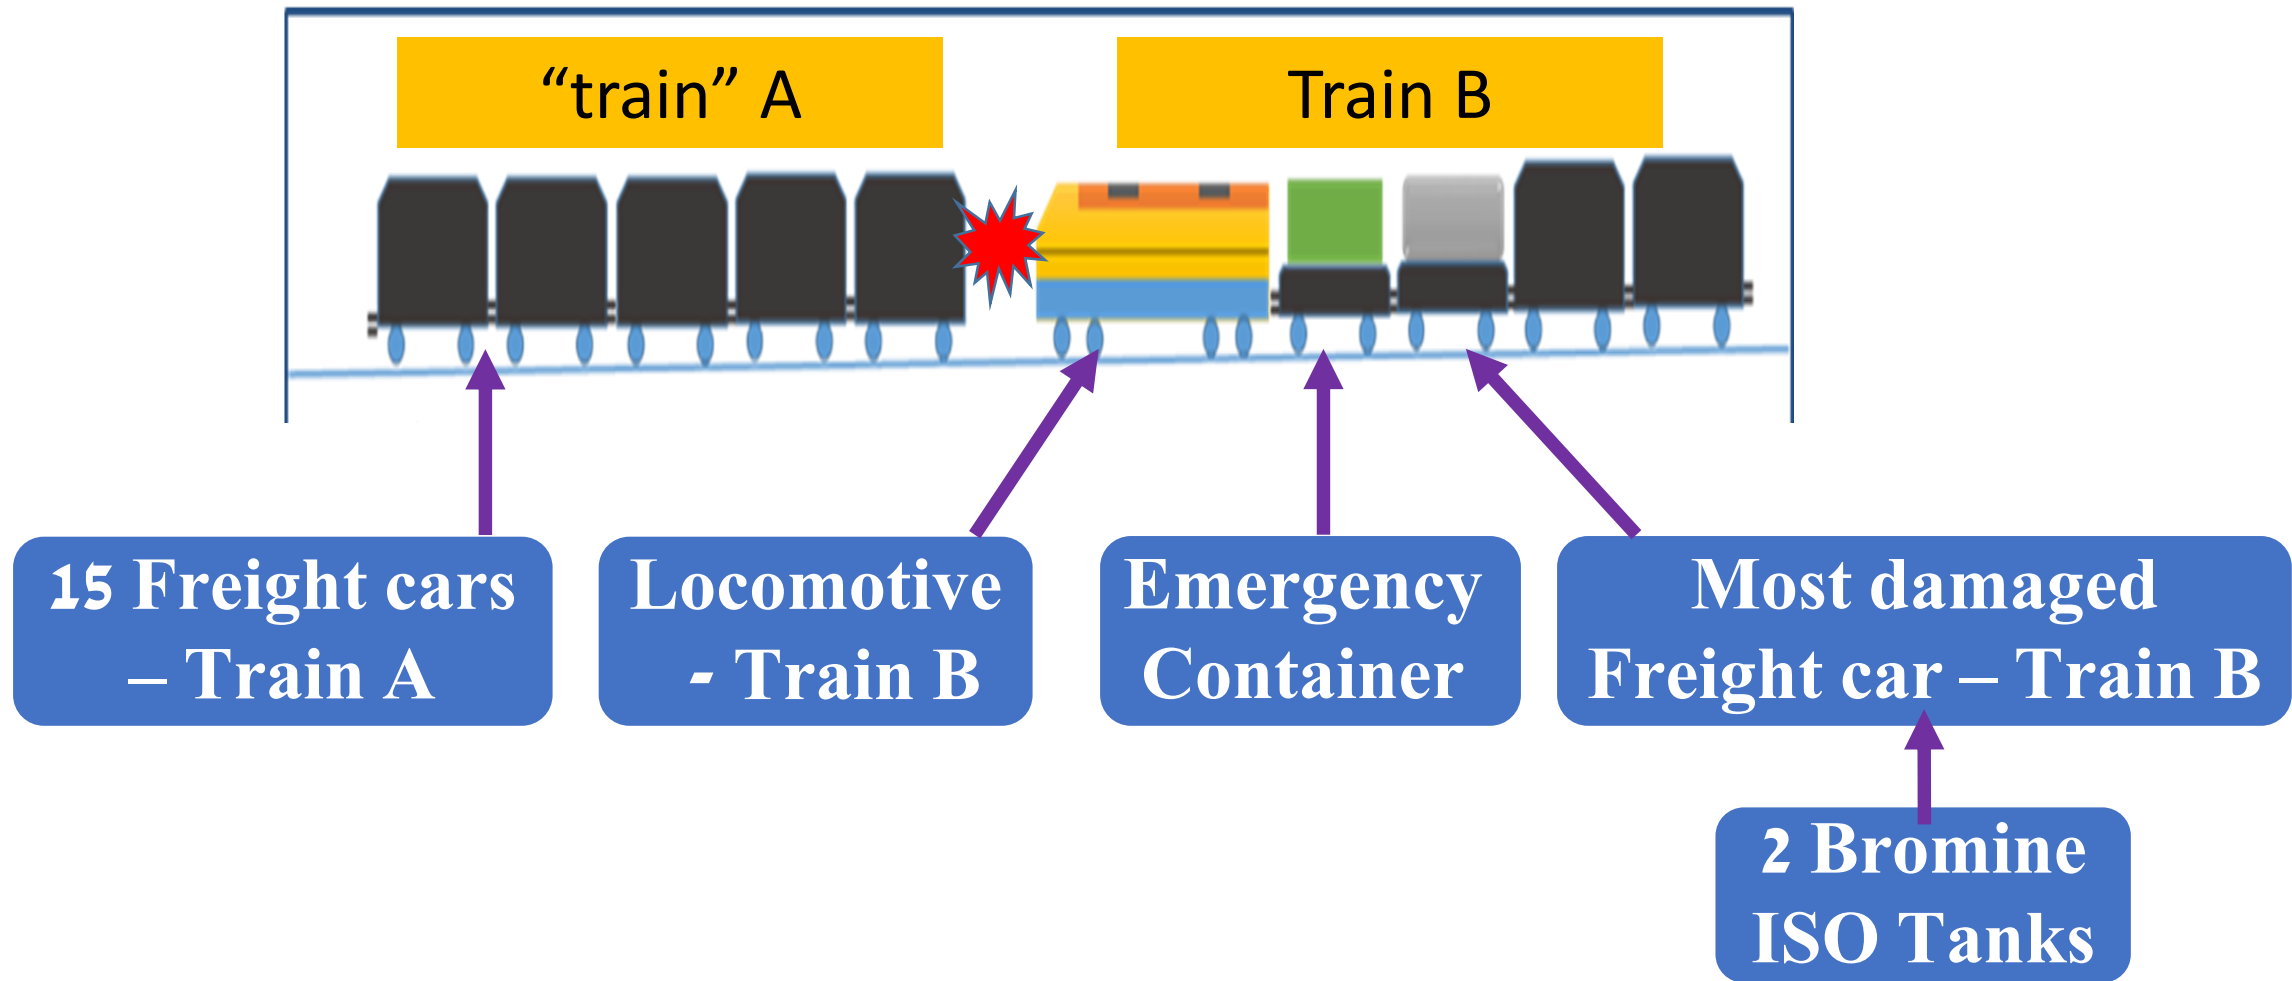 “train” A
Train B
15 Freight cars
– Train A
Locomotive
- Train B
Emergency
Container
Most damaged
Freight car – Train B
2 Bromine
ISO Tanks